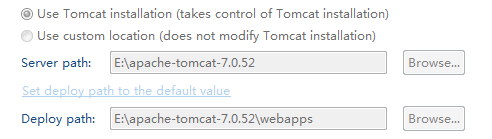 Use Tomcat installation (takes control of Tomcat installation)
Use custom location (does not modify Tomcat installation)
Server path: E:\apache-tomcat-7.0.52 Browse...
Set deploy path to the default value
Deploy path: E:\apache-tomcat-7.0.52\webapps Browse...